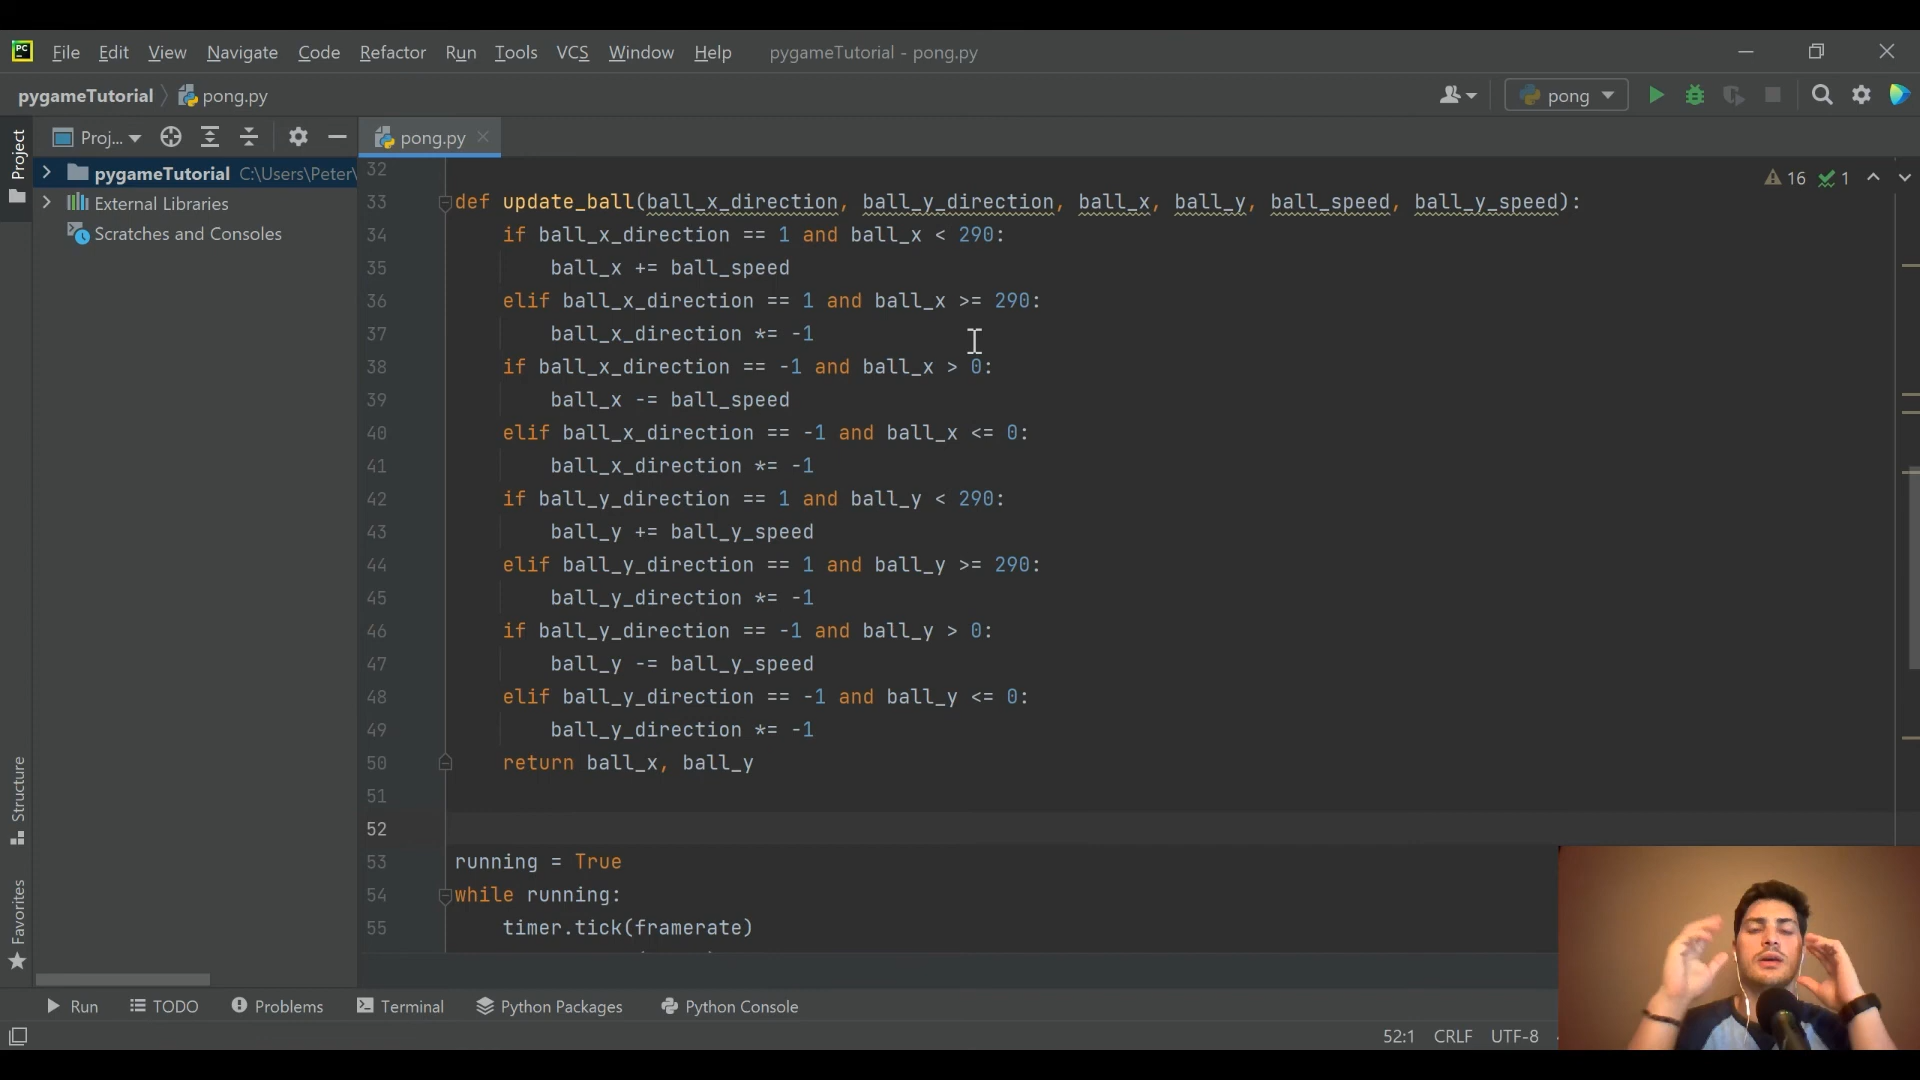 PC File Edit View Navigate Code Refactor Run Tools VCS Window Help pygameTutorial - pong.py
pygameTutorial pong.py pong
Project
Proj... pong.py
pygameTutorial C:\Users\Peter\
External Libraries
Scratches and Consoles
16 1
32
33 def update_ball(ball_x_direction, ball_y_direction, ball_x, ball_y, ball_speed, ball_y_speed):
34 if ball_x_direction == 1 and ball_x < 290:
35 ball_x += ball_speed
36 elif ball_x_direction == 1 and ball_x >= 290:
37 ball_x_direction *= -1
38 if ball_x_direction == -1 and ball_x > 0:
39 ball_x -= ball_speed
40 elif ball_x_direction == -1 and ball_x <= 0:
41 ball_x_direction *= -1
42 if ball_y_direction == 1 and ball_y < 290:
43 ball_y += ball_y_speed
44 elif ball_y_direction == 1 and ball_y >= 290:
45 ball_y_direction *= -1
46 if ball_y_direction == -1 and ball_y > 0:
47 ball_y -= ball_y_speed
48 elif ball_y_direction == -1 and ball_y <= 0:
49 ball_y_direction *= -1
50 return ball_x, ball_y
51
52
53 running = True
54 while running:
55 timer.tick(framerate)
Structure
Favorites
Run TODO Problems Terminal Python Packages Python Console
52:1 CRLF UTF-8